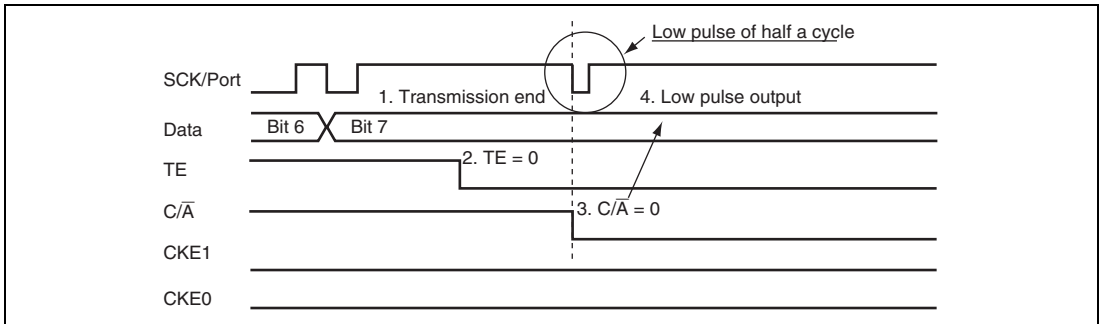 Low pulse of half a cycle
SCK/Port
1. Transmission end
4. Low pulse output
Data
Bit 6
Bit 7
TE
2. TE = 0
C/A̅
3. C/A̅ = 0
CKE1
CKE0